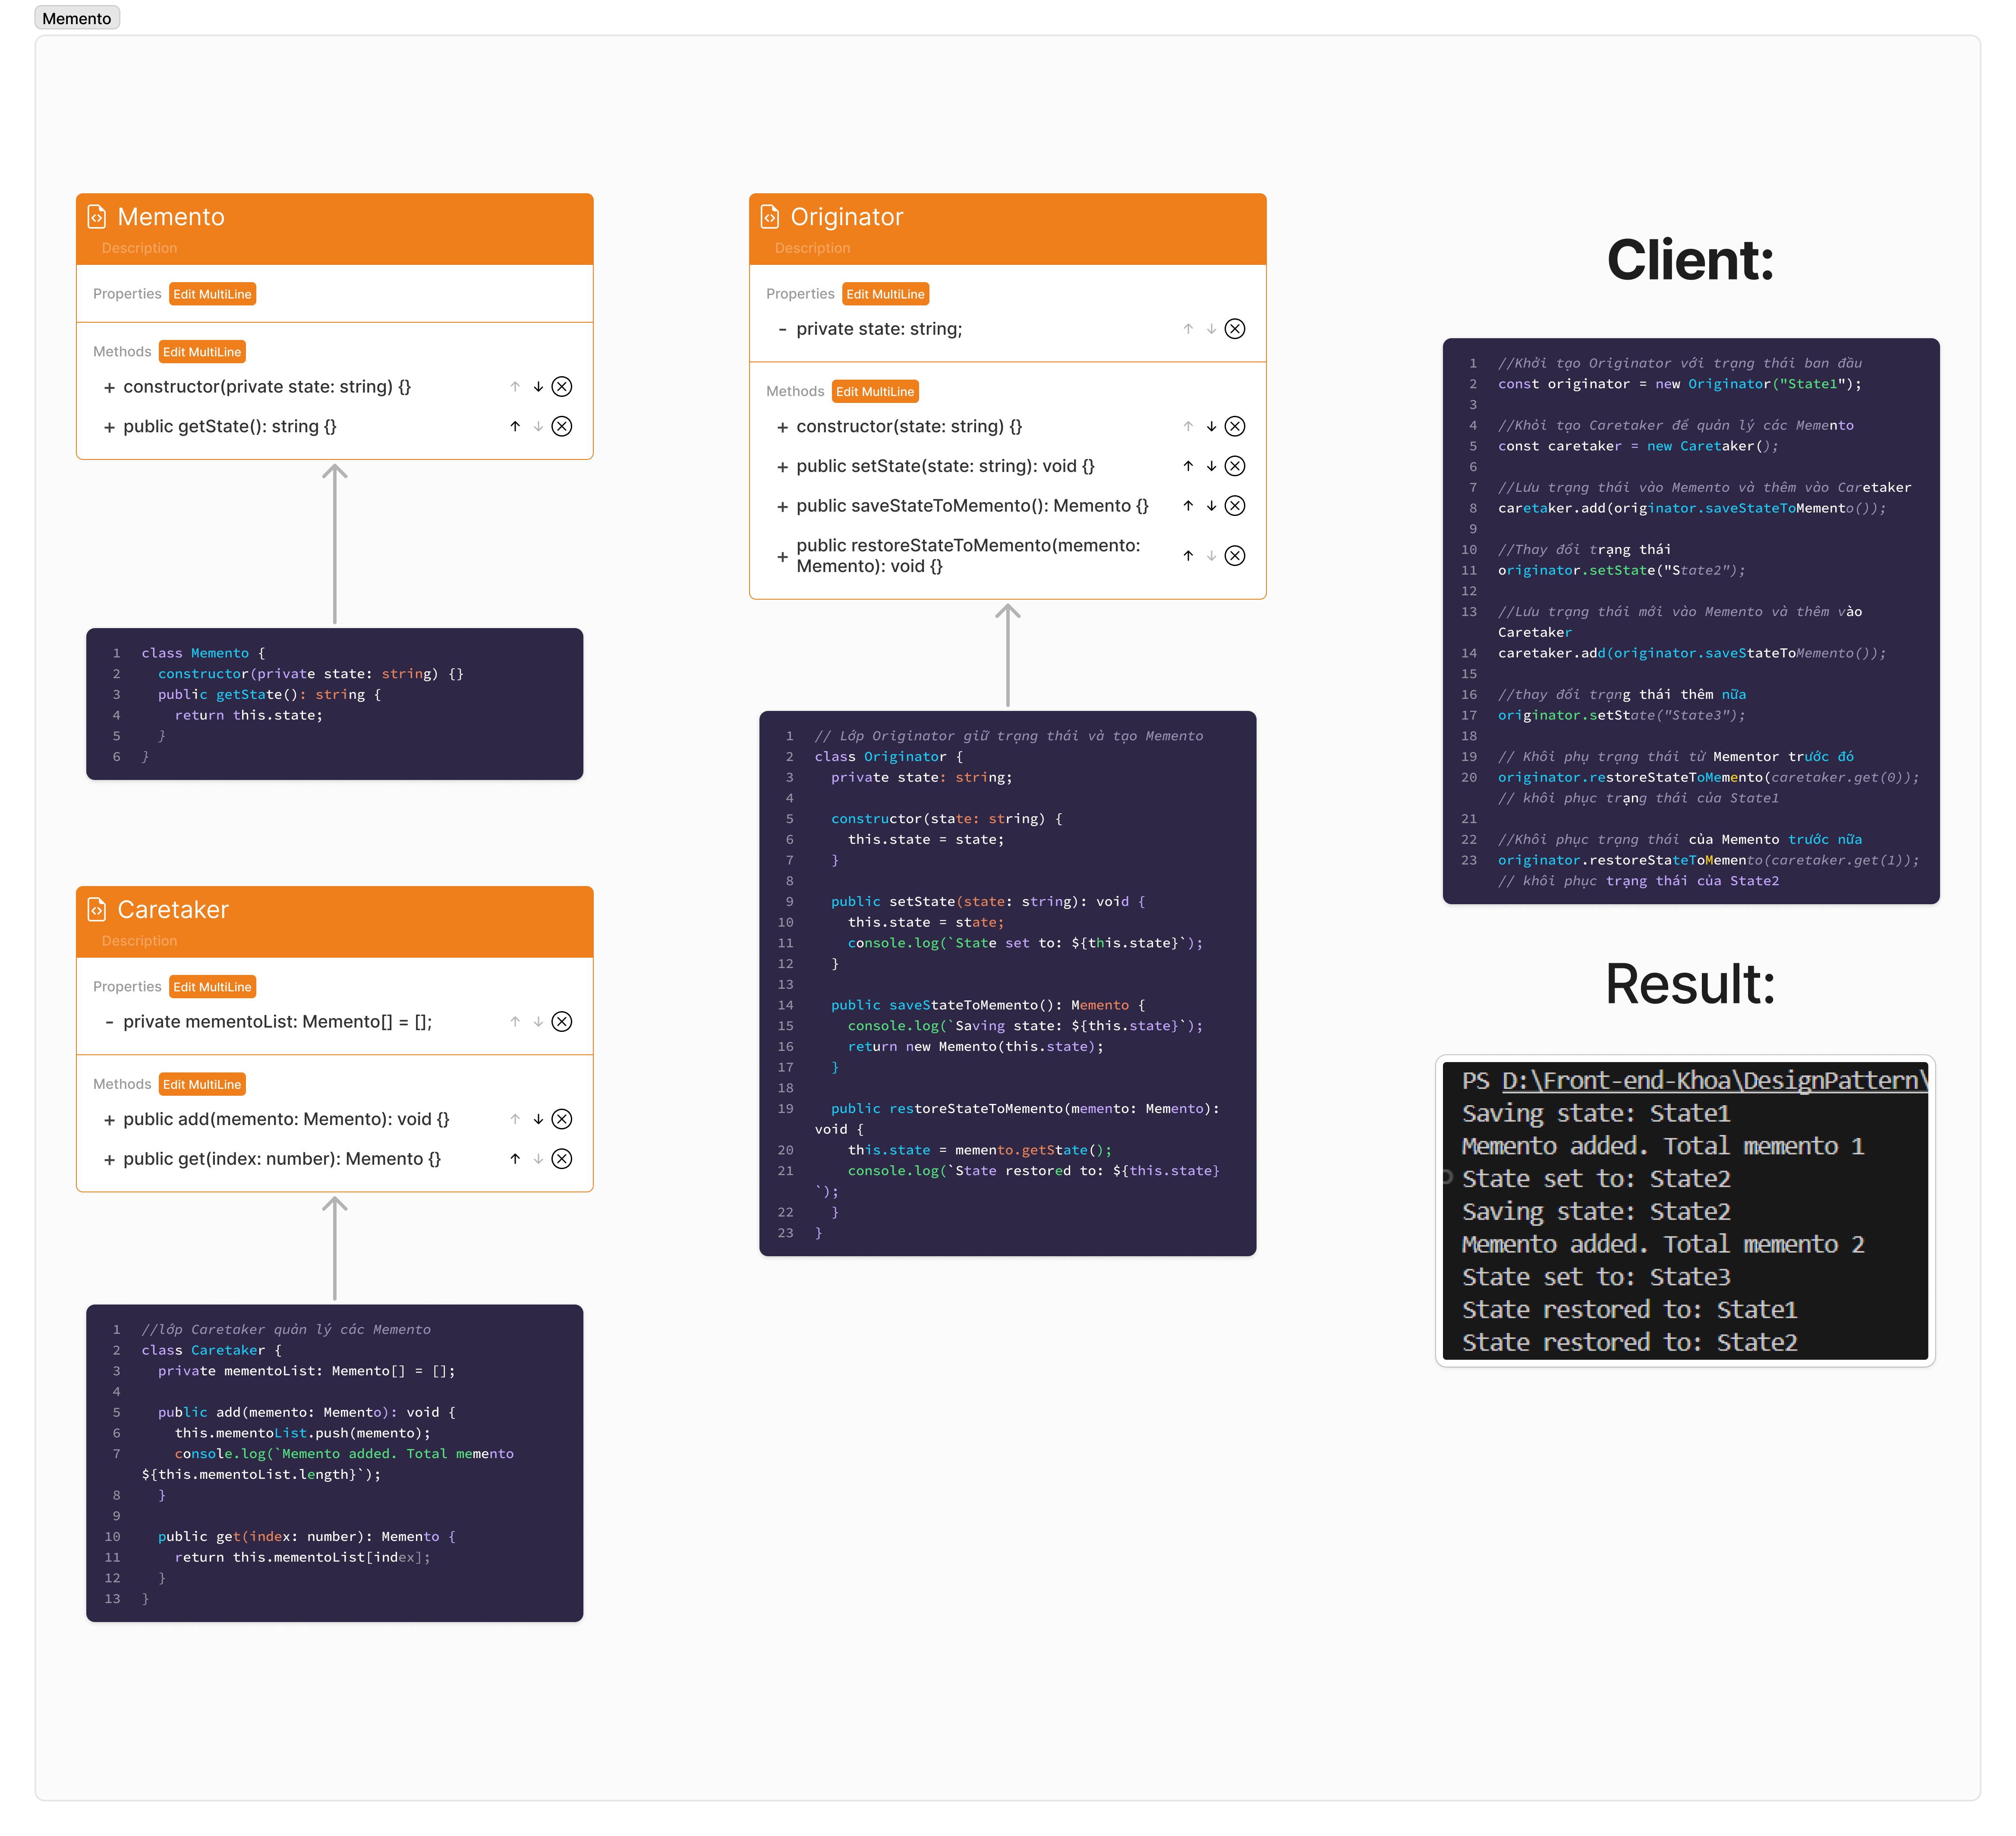 Memento
Memento
Description
Properties Edit MultiLine
Methods Edit MultiLine
+ constructor(private state: string) {}
+ public getState(): string {}
1 class Memento {
2 constructor(private state: string) {}
3 public getState(): string {
4 return this.state;
5 }
6 }
Caretaker
Description
Properties Edit MultiLine
- private mementoList: Memento[] = [];
Methods Edit MultiLine
+ public add(memento: Memento): void {}
+ public get(index: number): Memento {}
1 //lớp Caretaker quản lý các Memento
2 class Caretaker {
3 private mementoList: Memento[] = [];
4
5 public add(memento: Memento): void {
6 this.mementoList.push(memento);
7 console.log(`Memento added. Total memento
${this.mementoList.length}`);
8 }
9
10 public get(index: number): Memento {
11 return this.mementoList[index];
12 }
13 }
Originator
Description
Properties Edit MultiLine
- private state: string;
Methods Edit MultiLine
+ constructor(state: string) {}
+ public setState(state: string): void {}
+ public saveStateToMemento(): Memento {}
+ public restoreStateToMemento(memento:
Memento): void {}
1 // Lớp Originator giữ trạng thái và tạo Memento
2 class Originator {
3 private state: string;
4
5 constructor(state: string) {
6 this.state = state;
7 }
8
9 public setState(state: string): void {
10 this.state = state;
11 console.log(`State set to: ${this.state}`);
12 }
13
14 public saveStateToMemento(): Memento {
15 console.log(`Saving state: ${this.state}`);
16 return new Memento(this.state);
17 }
18
19 public restoreStateToMemento(memento: Memento):
void {
20 this.state = memento.getState();
21 console.log(`State restored to: ${this.state}
`);
22 }
23 }
Client:
1 //Khởi tạo Originator với trạng thái ban đầu
2 const originator = new Originator("State1");
3
4 //Khỏi tạo Caretaker để quản lý các Memento
5 const caretaker = new Caretaker();
6
7 //Lưu trạng thái vào Memento và thêm vào Caretaker
8 caretaker.add(originator.saveStateToMemento());
9
10 //Thay đổi trạng thái
11 originator.setState("State2");
12
13 //Lưu trạng thái mới vào Memento và thêm vào
Caretaker
14 caretaker.add(originator.saveStateToMemento());
15
16 //thay đổi trạng thái thêm nữa
17 originator.setState("State3");
18
19 // Khôi phụ trạng thái từ Mementor trước đó
20 originator.restoreStateToMemento(caretaker.get(0));
// khôi phục trạng thái của State1
21
22 //Khôi phục trạng thái của Memento trước nữa
23 originator.restoreStateToMemento(caretaker.get(1));
// khôi phục trạng thái của State2
Result:
PS D:\Front-end-Khoa\DesignPattern\
Saving state: State1
Memento added. Total memento 1
State set to: State2
Saving state: State2
Memento added. Total memento 2
State set to: State3
State restored to: State1
State restored to: State2